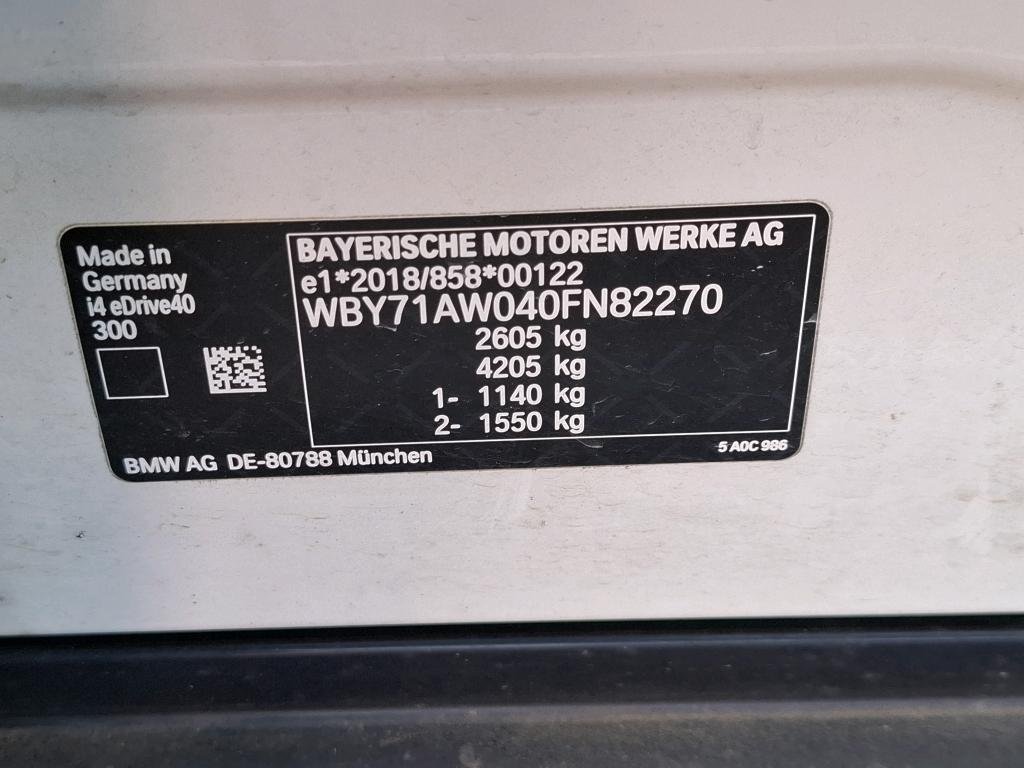 Made in
Germany
i4 eDrive40
300
BAYERISCHE MOTOREN WERKE AG
e1*2018/858*00122
WBY71AW040FN82270
2605 kg
4205 kg
1- 1140 kg
2- 1550 kg
BMW AG DE-80788 München
5 A0C 986